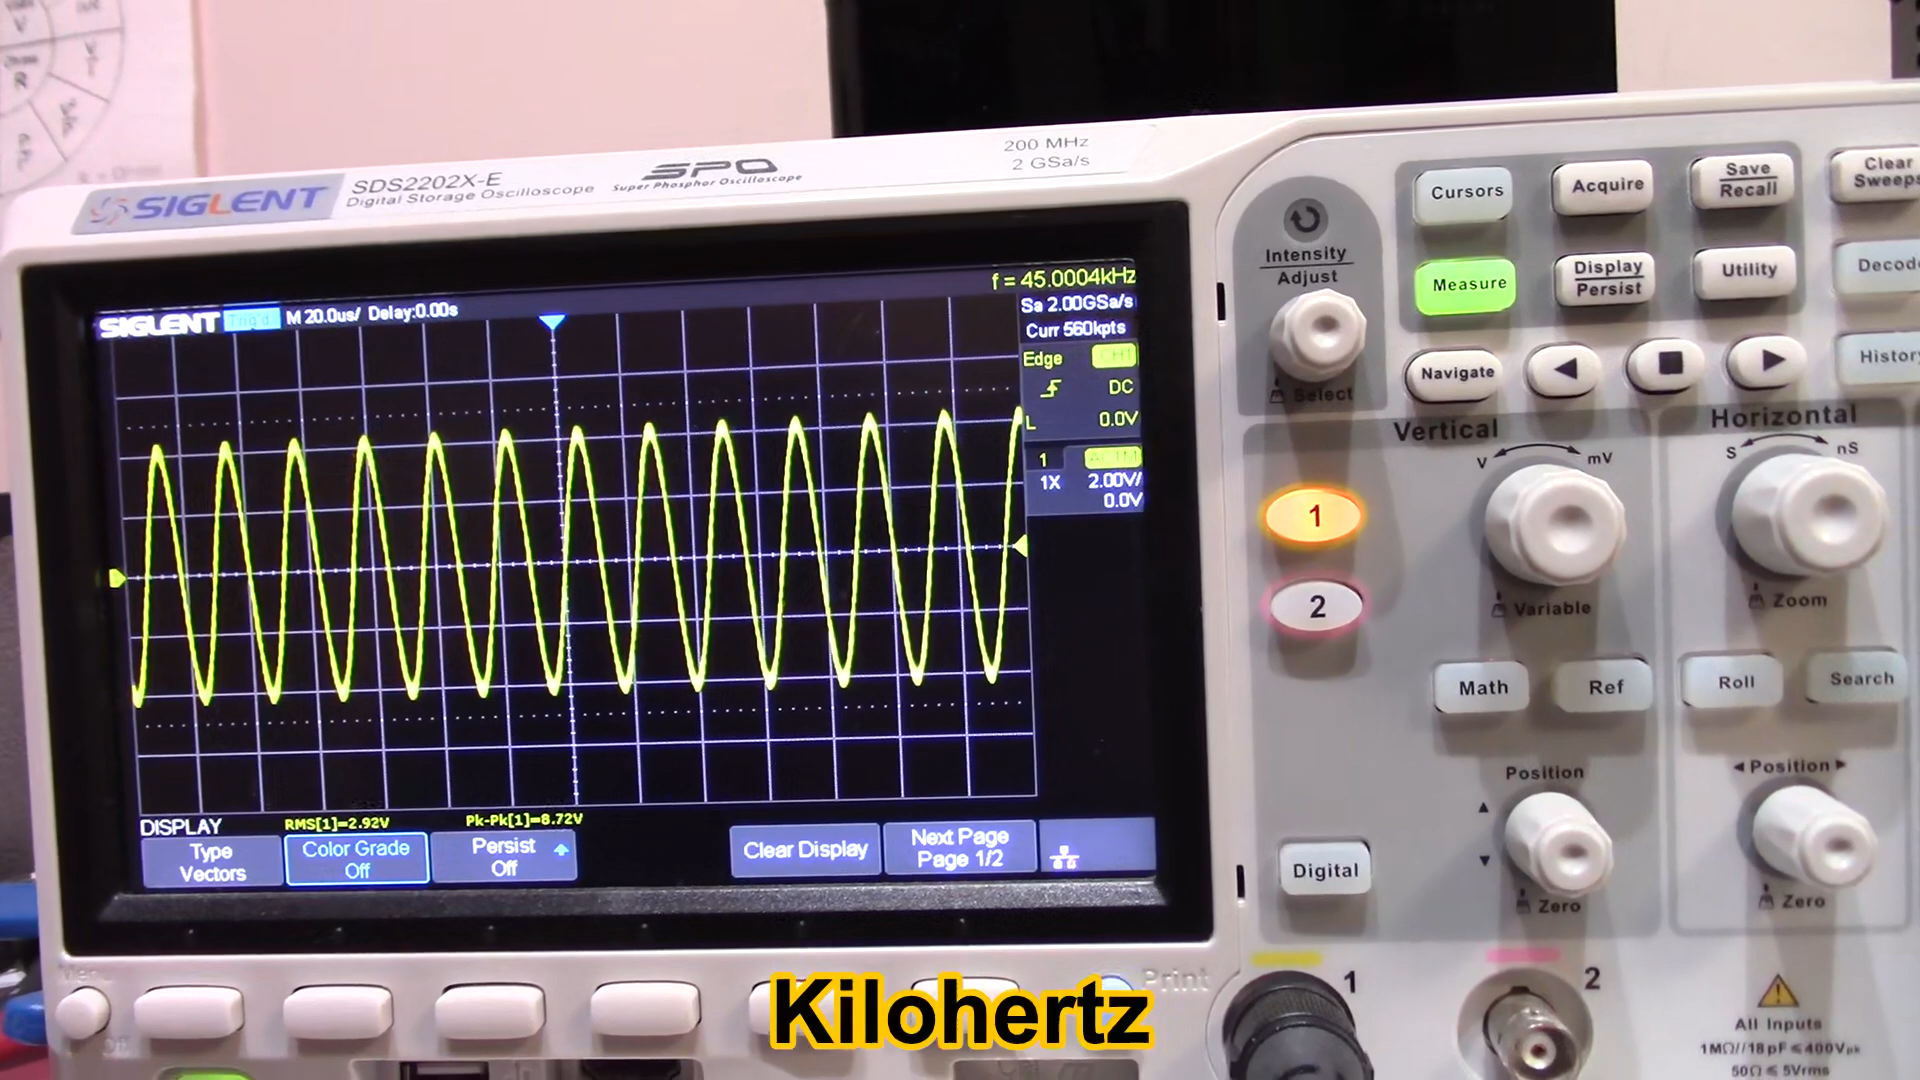 SIGLENT
SDS2202X-E
Digital Storage Oscilloscope
SPO
Super Phosphor Oscilloscope
200 MHz
2 GSa/s
SIGLENT Trig'd M 20.0us/ Delay:0.00s
f = 45.0004kHz
Sa 2.00GSa/s
Curr 560kpts
Edge CH1
DC
L 0.0V
1 AC1M
1X 2.00V/
0.0V
DISPLAY RMS[1]=2.92V Pk-Pk[1]=8.72V
Type
Vectors
Color Grade
Off
Persist
Off
Clear Display
Next Page
Page 1/2
Intensity
Adjust
Select
Cursors
Acquire
Save
Recall
Clear
Sweeps
Measure
Display
Persist
Utility
Decode
Navigate
History
Vertical
V mV
1
Variable
2
Math
Ref
Position
Zero
Digital
Horizontal
S nS
Zoom
Roll
Search
Position
Zero
Print
Kilohertz
1
2
All Inputs
1MΩ//18pF≤400Vpk
50Ω≤5Vrms